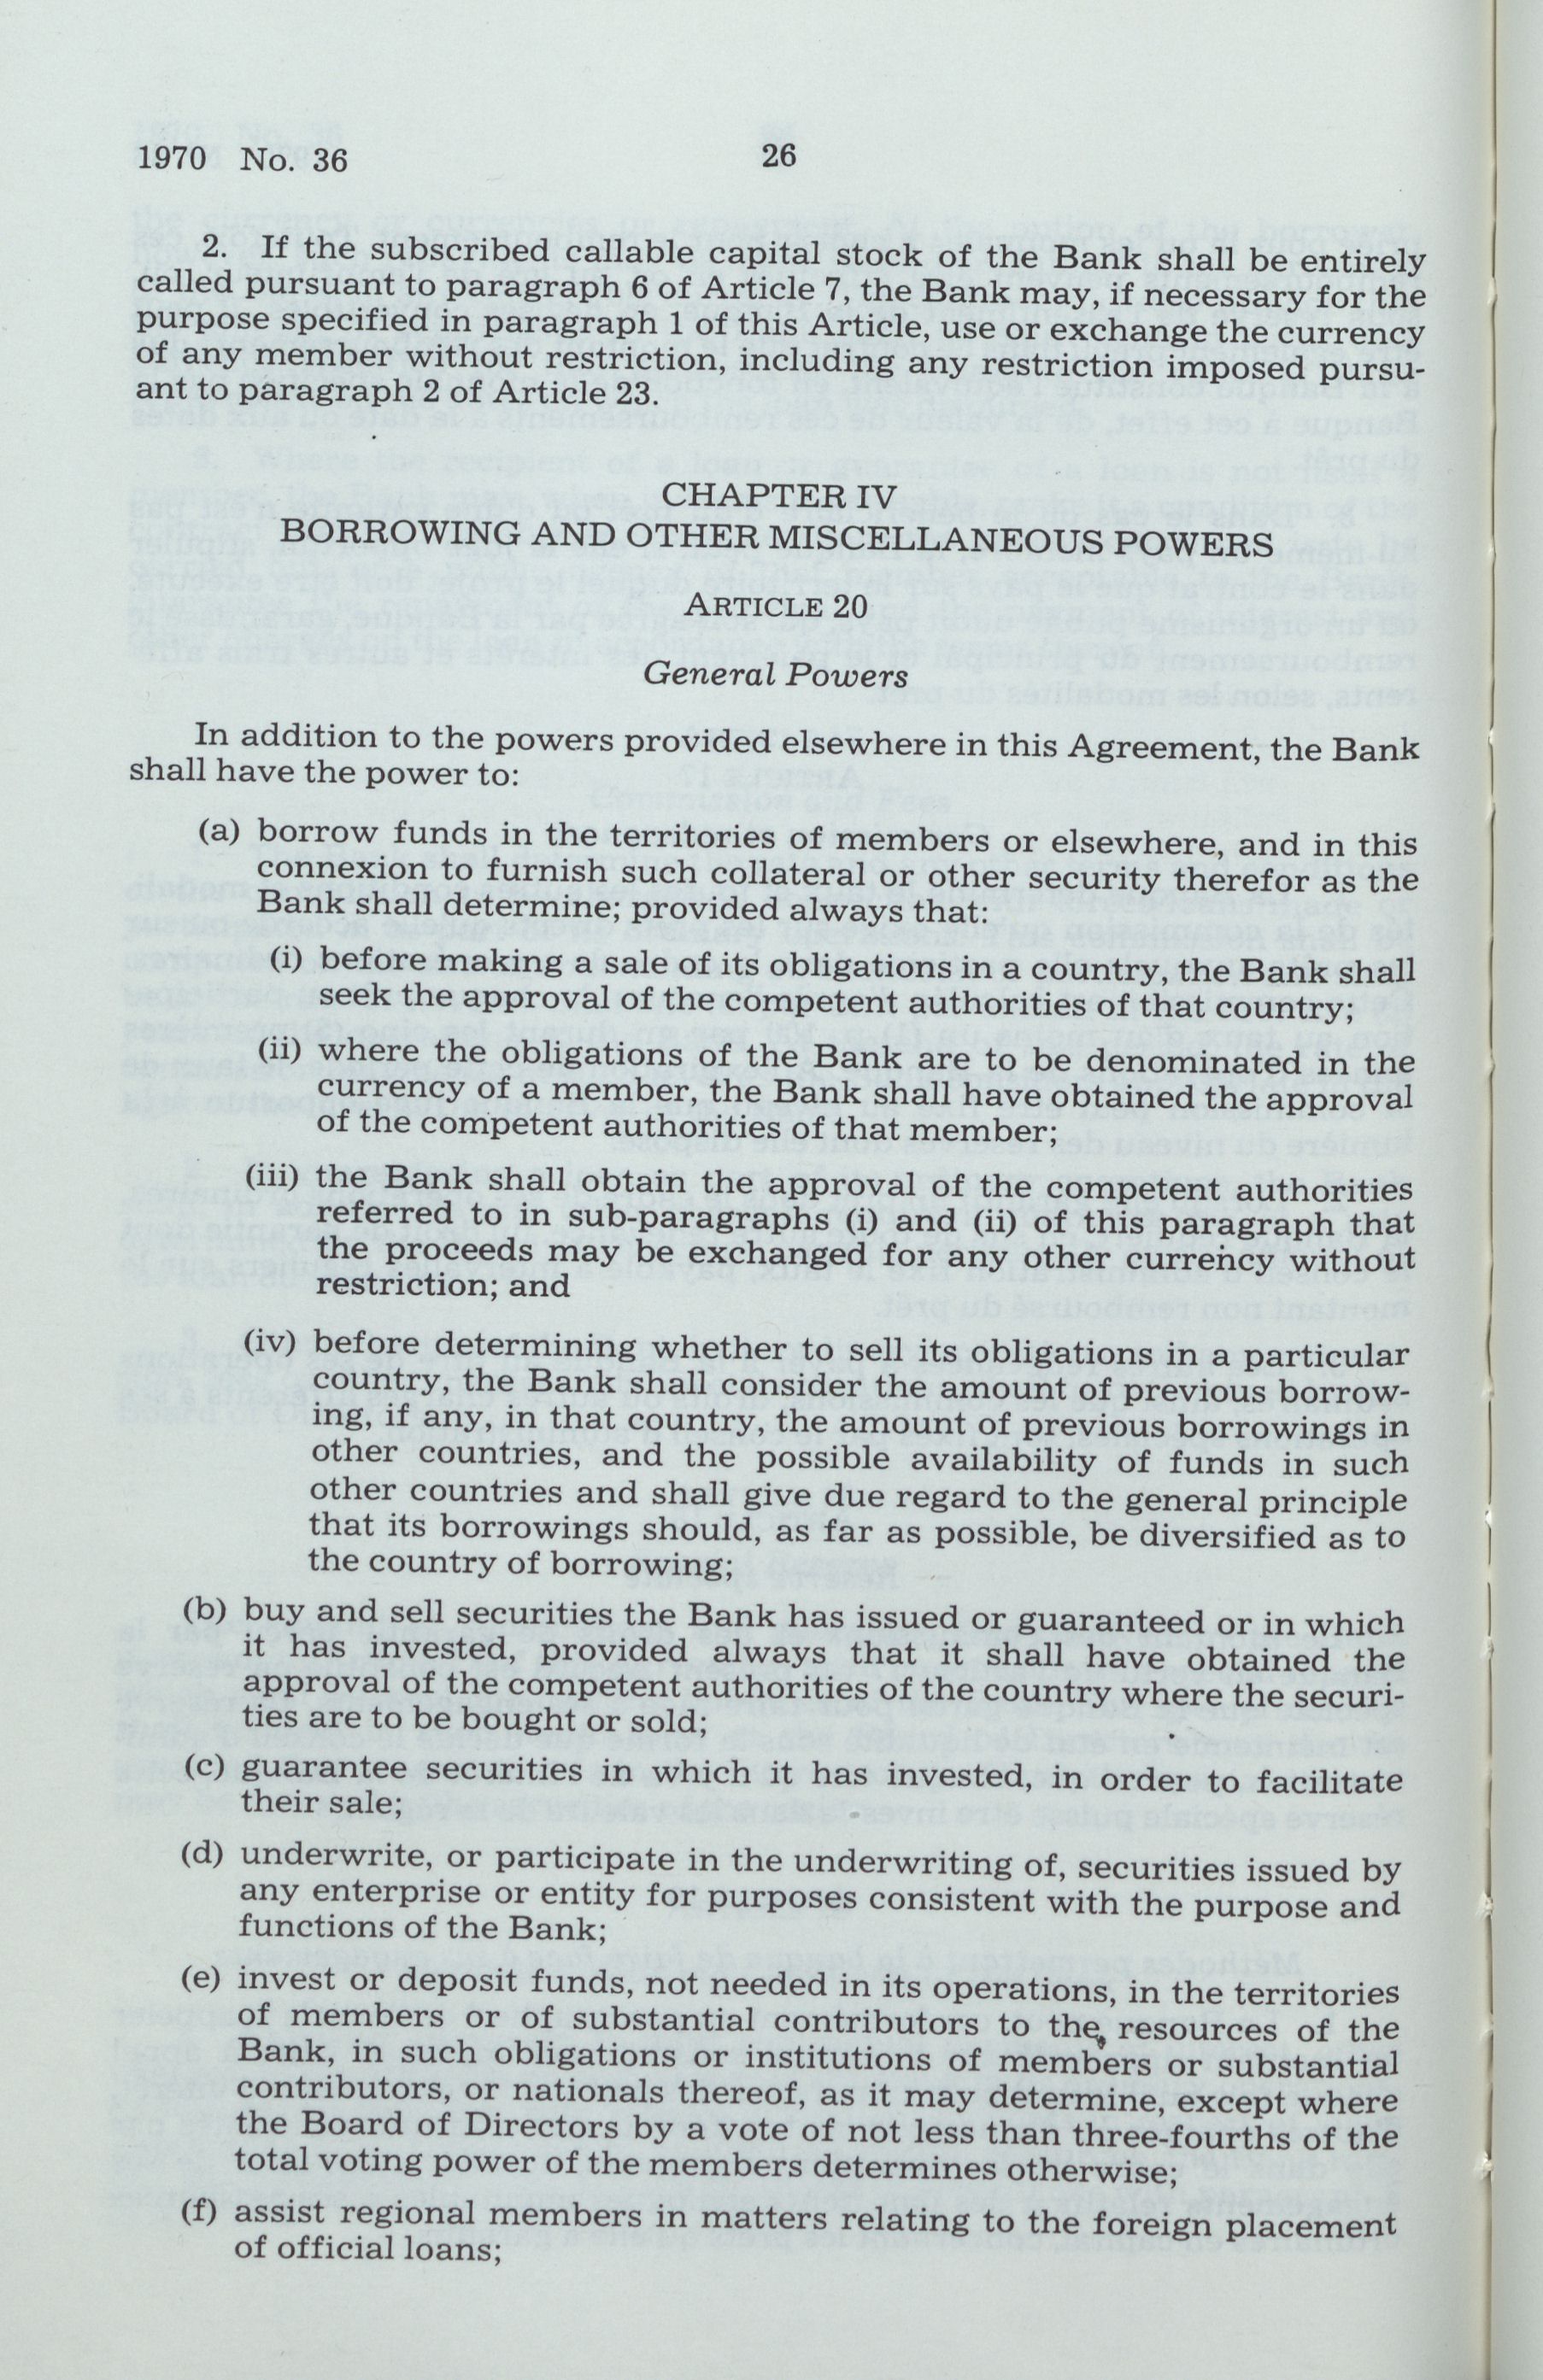 1970 No. 36
26
2. If the subscribed callable capital stock of the Bank shall be entirely
called pursuant to paragraph 6 of Article 7, the Bank may, if necessary for the
purpose specified in paragraph 1 of this Article, use or exchange the currency
of any member without restriction, including any restriction imposed pursu-
ant to paragraph 2 of Article 23.
CHAPTER IV
BORROWING AND OTHER MISCELLANEOUS POWERS
ARTICLE 20
General Powers
In addition to the powers provided elsewhere in this Agreement, the Bank
shall have the power to:
(a) borrow funds in the territories of members or elsewhere, and in this
connexion to furnish such collateral or other security therefor as the
Bank shall determine; provided always that:
(i) before making a sale of its obligations in a country, the Bank shall
seek the approval of the competent authorities of that country;
(ii) where the obligations of the Bank are to be denominated in the
currency of a member, the Bank shall have obtained the approval
of the competent authorities of that member;
(iii) the Bank shall obtain the approval of the competent authorities
referred to in sub-paragraphs (i) and (ii) of this paragraph that
the proceeds may be exchanged for any other currency without
restriction; and
(iv) before determining whether to sell its obligations in a particular
country, the Bank shall consider the amount of previous borrow-
ing, if any, in that country, the amount of previous borrowings in
other countries, and the possible availability of funds in such
other countries and shall give due regard to the general principle
that its borrowings should, as far as possible, be diversified as to
the country of borrowing;
(b) buy and sell securities the Bank has issued or guaranteed or in which
it has invested, provided always that it shall have obtained the
approval of the competent authorities of the country where the securi-
ties are to be bought or sold;
(c) guarantee securities in which it has invested, in order to facilitate
their sale;
(d) underwrite, or participate in the underwriting of, securities issued by
any enterprise or entity for purposes consistent with the purpose and
functions of the Bank;
(e) invest or deposit funds, not needed in its operations, in the territories
of members or of substantial contributors to the resources of the
Bank, in such obligations or institutions of members or substantial
contributors, or nationals thereof, as it may determine, except where
the Board of Directors by a vote of not less than three-fourths of the
total voting power of the members determines otherwise;
(f) assist regional members in matters relating to the foreign placement
of official loans;